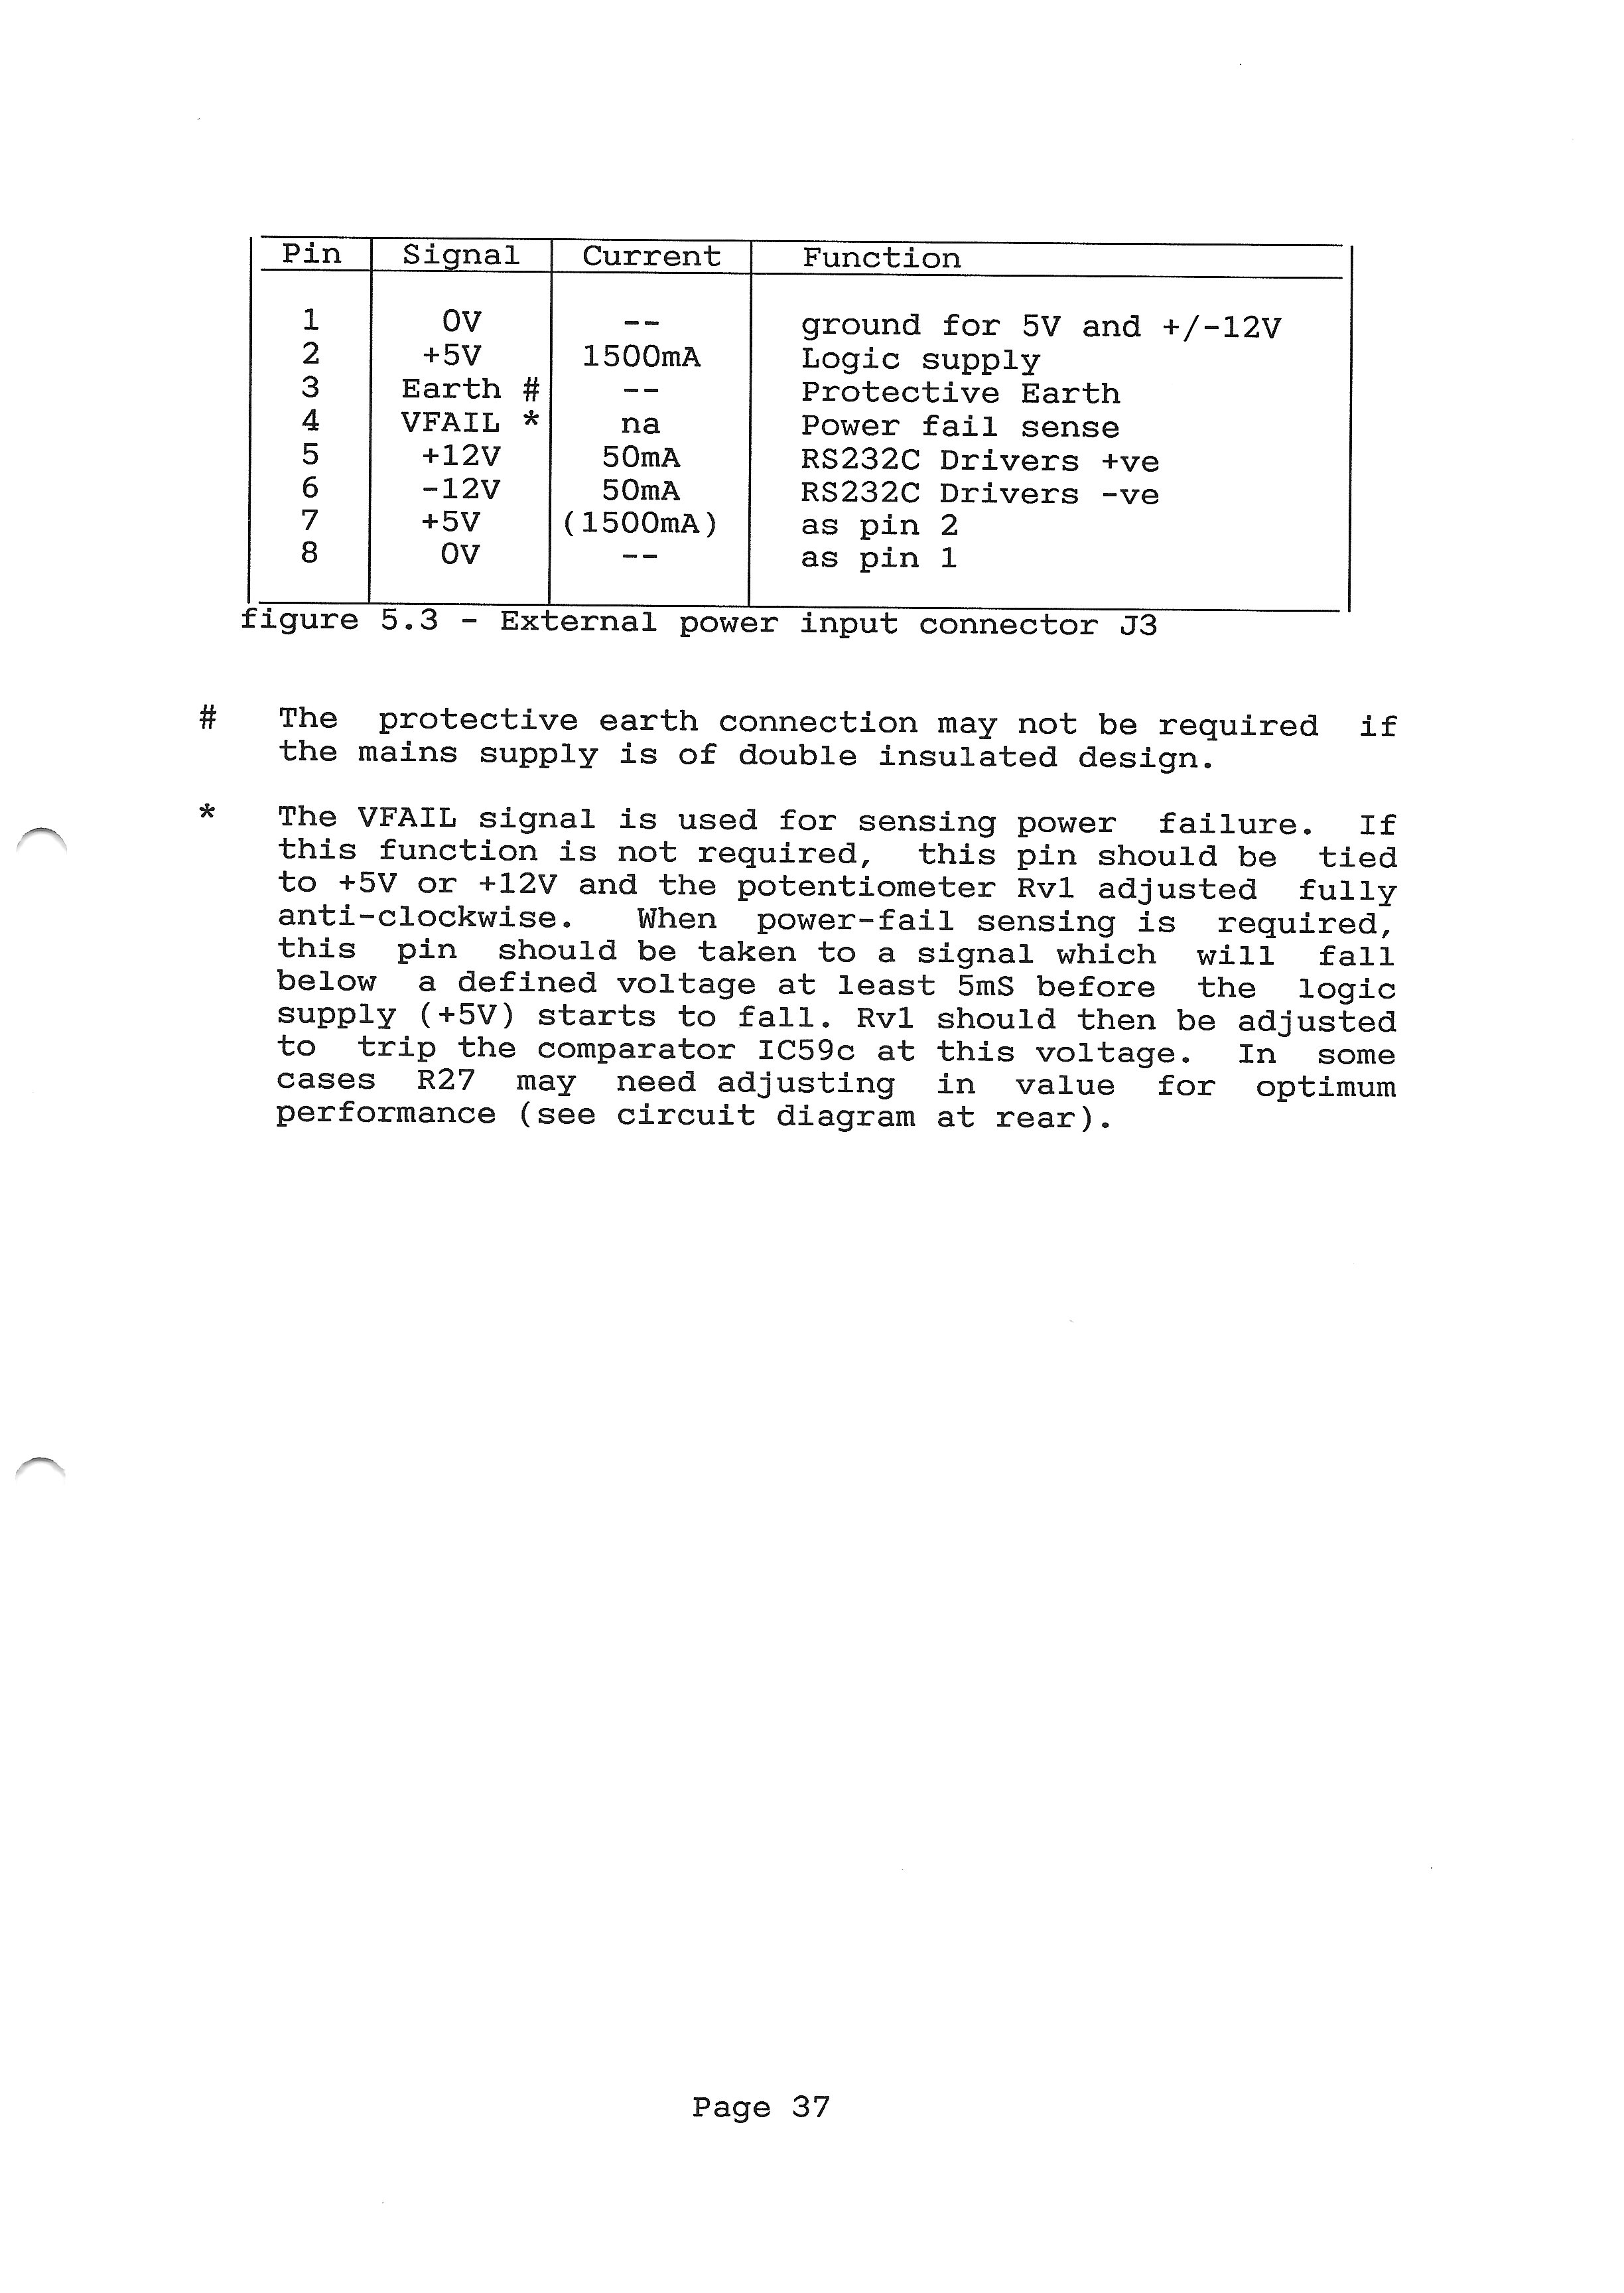 Pin Signal Current Function
1 0V -- ground for 5V and +/-12V
2 +5V 1500mA Logic supply
3 Earth # -- Protective Earth
4 VFAIL * na Power fail sense
5 +12V 50mA RS232C Drivers +ve
6 -12V 50mA RS232C Drivers -ve
7 +5V (1500mA) as pin 2
8 0V -- as pin 1
figure 5.3 - External power input connector J3
# The protective earth connection may not be required if
the mains supply is of double insulated design.
* The VFAIL signal is used for sensing power failure. If
this function is not required, this pin should be tied
to +5V or +12V and the potentiometer Rv1 adjusted fully
anti-clockwise. When power-fail sensing is required,
this pin should be taken to a signal which will fall
below a defined voltage at least 5mS before the logic
supply (+5V) starts to fall. Rv1 should then be adjusted
to trip the comparator IC59c at this voltage. In some
cases R27 may need adjusting in value for optimum
performance (see circuit diagram at rear).
Page 37